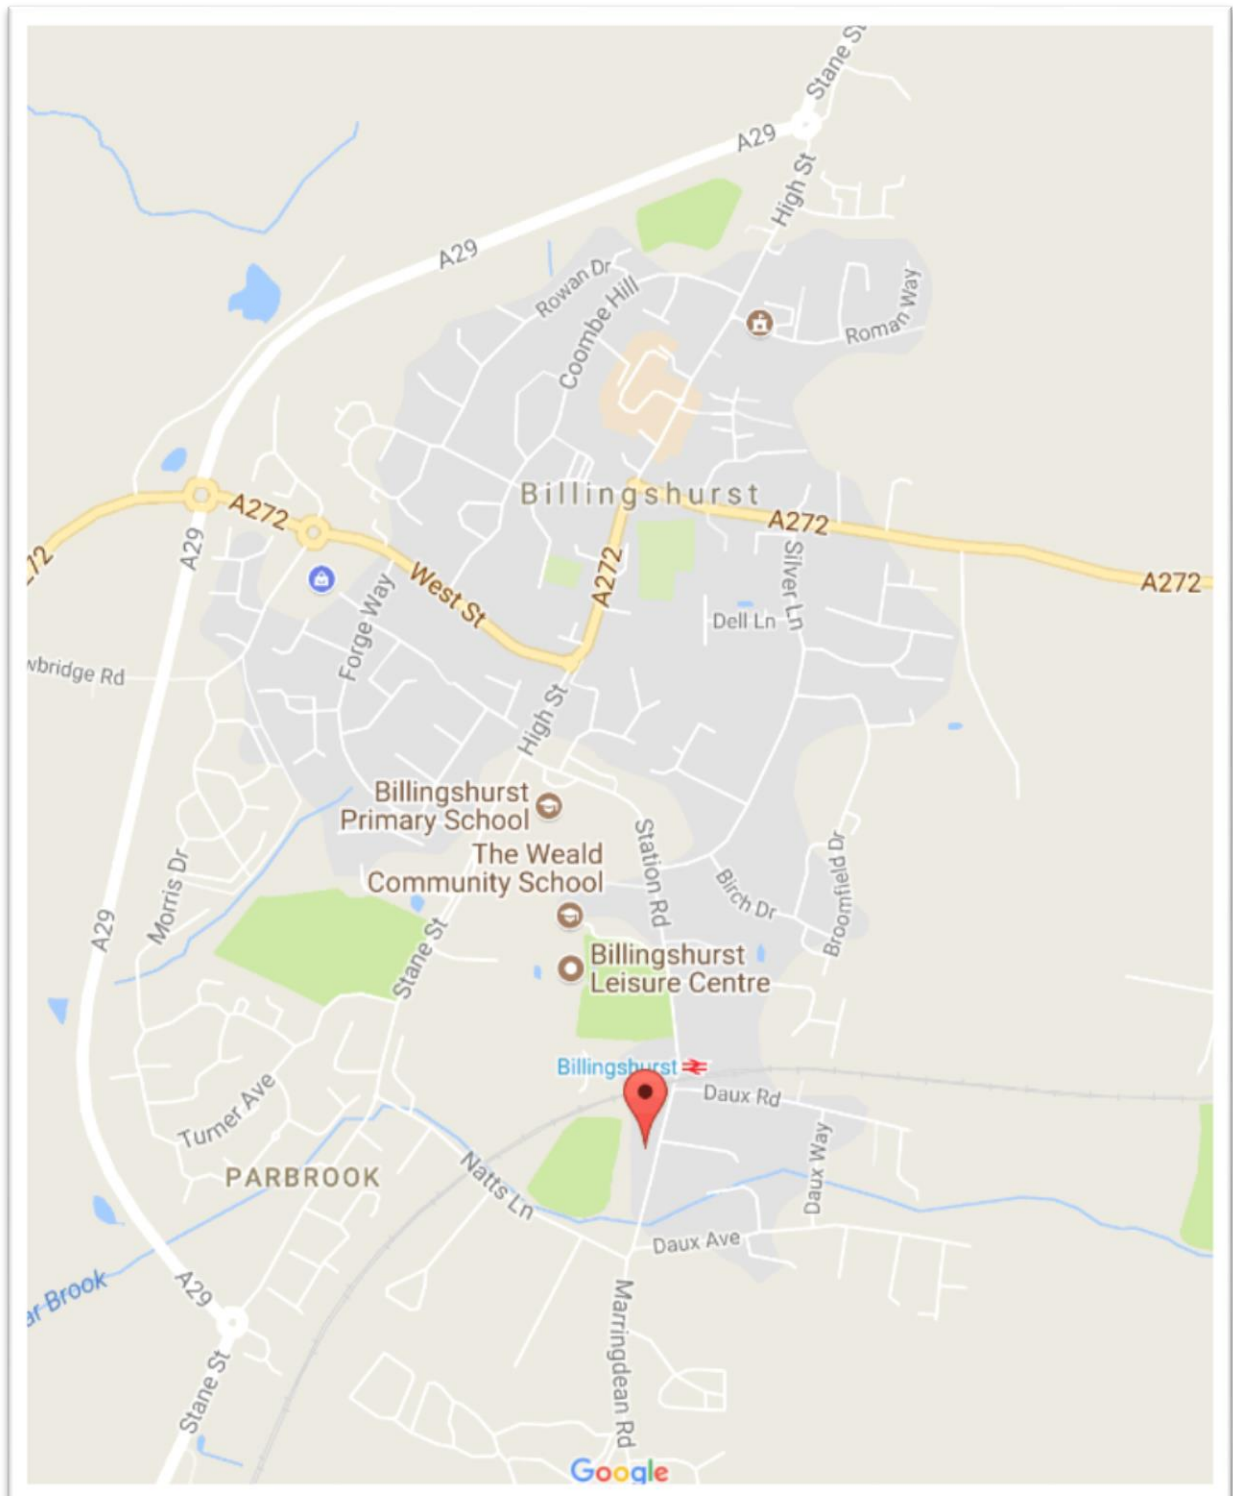 Stane St
A29
High St
A29
Rowan Dr
Coombe Hill
Roman Way
Billingshurst
A272
A272
A272
A272
A29
West St
Silver Ln
Forge Way
Dell Ln
High St
Billingshurst
Primary School
The Weald
Community School
Station Rd
Birch Dr
Broomfield Dr
Morris Dr
A29
Stane St
Billingshurst
Leisure Centre
Billingshurst
Daux Rd
Turner Ave
PARBROOK
Natts Ln
Daux Way
Daux Ave
A29
Brook
Marringdean Rd
Stane St
Google